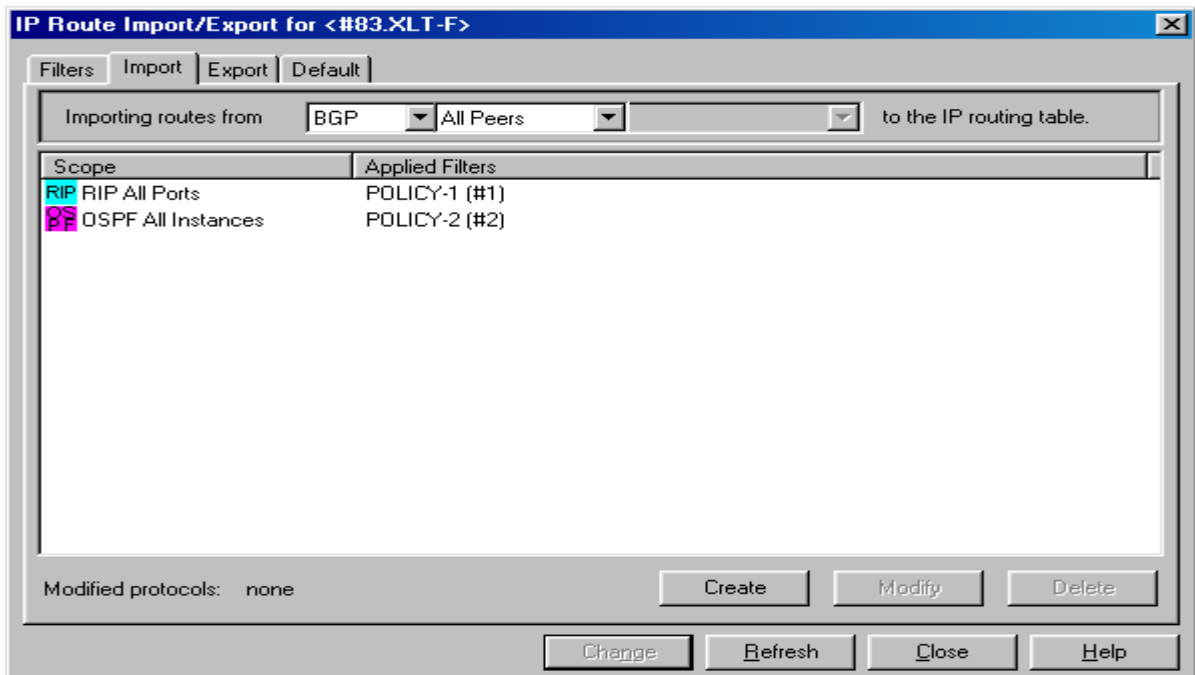 IP Route Import/Export for <#83.XLT-F>
Filters Import Export Default
Importing routes from BGP All Peers to the IP routing table.
Scope Applied Filters
RIP RIP All Ports POLICY-1 (#1)
OSPF OSPF All Instances POLICY-2 (#2)
Modified protocols: none Create Modify Delete
Change Refresh Close Help